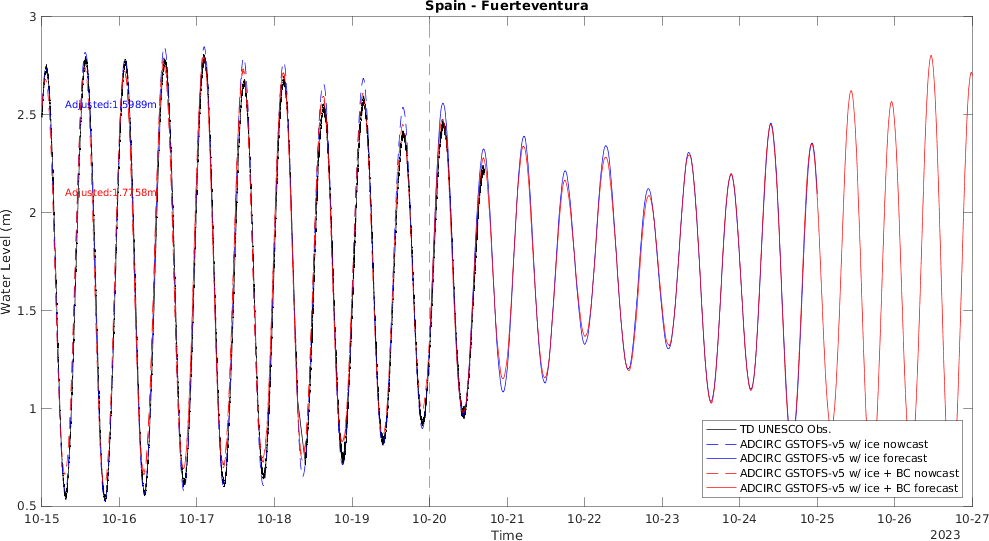 Spain - Fuerteventura
Water Level (m)
3
2.5
2
1.5
1
0.5
Adjusted:1.5989m
Adjusted:1.7758m
TD UNESCO Obs.
ADCIRC GSTOFS-v5 w/ ice nowcast
ADCIRC GSTOFS-v5 w/ ice forecast
ADCIRC GSTOFS-v5 w/ ice + BC nowcast
ADCIRC GSTOFS-v5 w/ ice + BC forecast
10-15 10-16 10-17 10-18 10-19 10-20 10-21 10-22 10-23 10-24 10-25 10-26 10-27
Time
2023